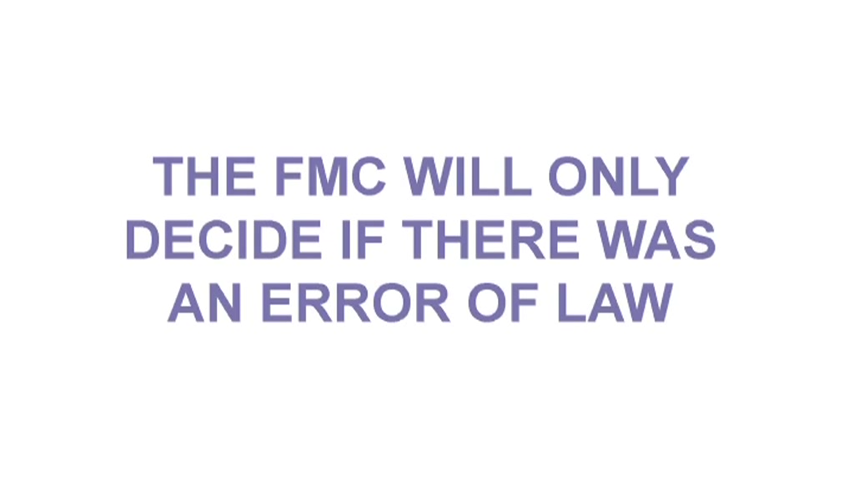 THE FMC WILL ONLY
DECIDE IF THERE WAS
AN ERROR OF LAW